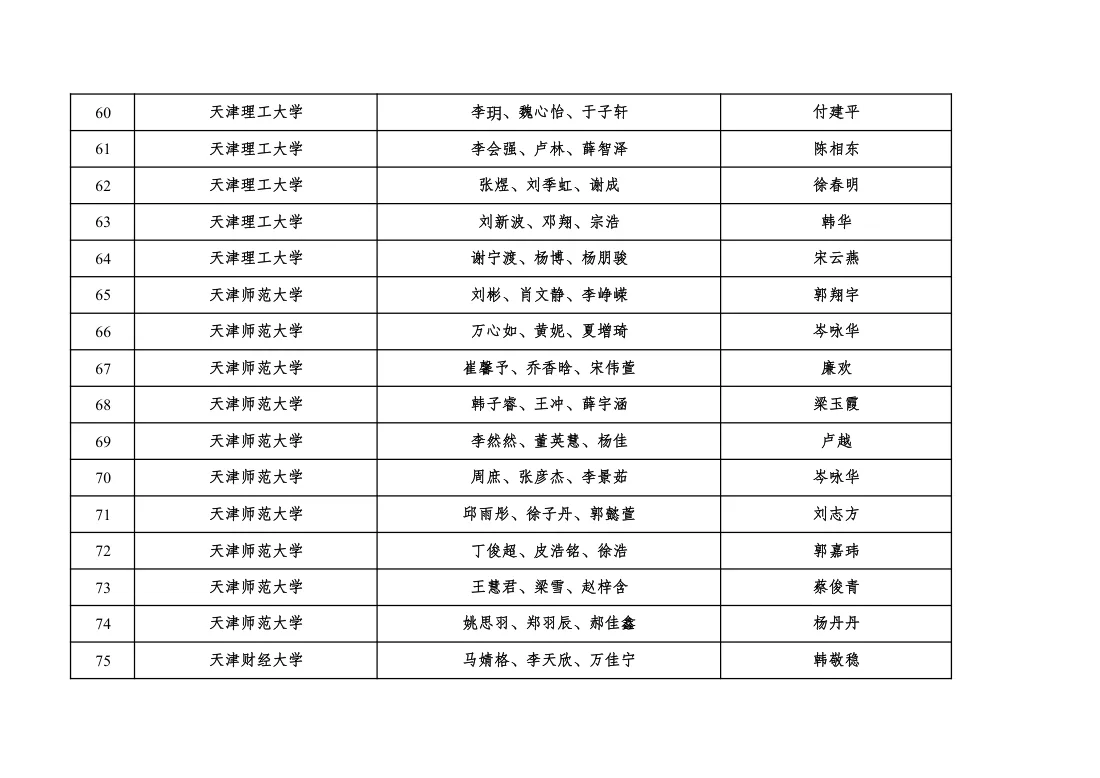 60 天津理工大学 李玥、魏心怡、于子轩 付建平
61 天津理工大学 李会强、卢林、薛智泽 陈相东
62 天津理工大学 张煜、刘季虹、谢成 徐春明
63 天津理工大学 刘新波、邓翔、宗浩 韩华
64 天津理工大学 谢宁渡、杨博、杨朋骏 宋云燕
65 天津师范大学 刘彬、肖文静、李峥嵘 郭翔宇
66 天津师范大学 万心如、黄妮、夏增琦 岑咏华
67 天津师范大学 崔馨予、乔香晗、宋伟萱 廉欢
68 天津师范大学 韩子睿、王冲、薛宇涵 梁玉霞
69 天津师范大学 李然然、董英慧、杨佳 卢越
70 天津师范大学 周庶、张彦杰、李景茹 岑咏华
71 天津师范大学 邱雨彤、徐子丹、郭懿萱 刘志方
72 天津师范大学 丁俊超、皮浩铭、徐浩 郭嘉玮
73 天津师范大学 王慧君、梁雪、赵梓含 蔡俊青
74 天津师范大学 姚思羽、郑羽辰、郝佳鑫 杨丹丹
75 天津财经大学 马婧格、李天欣、万佳宁 韩敬稳